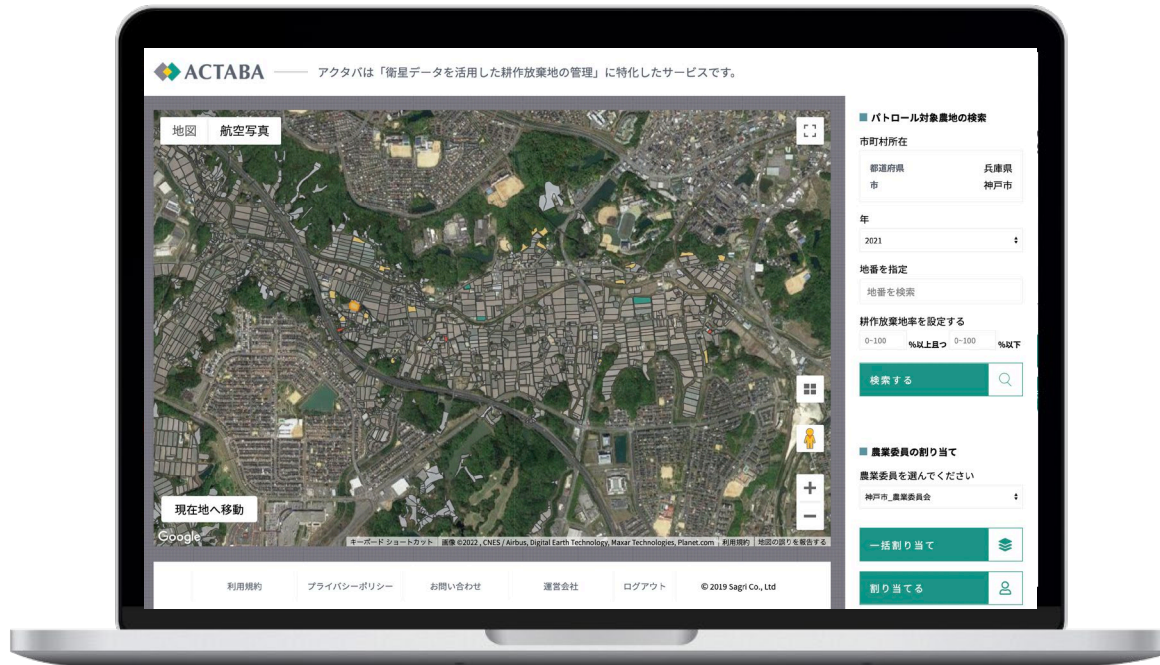 ACTABA アクタバは「衛星データを活用した耕作放棄地の管理」に特化したサービスです。
地図 航空写真
現在地へ移動
Google
キーボード ショートカット 画像 ©2022 , CNES / Airbus, Digital Earth Technology, Maxar Technologies, Planet.com 利用規約 地図の誤りを報告する
パトロール対象農地の検索
市町村所在
都道府県 兵庫県
市 神戸市
年
2021
地番を指定
地番を検索
耕作放棄地率を設定する
0~100 %以上且つ 0~100 %以下
検索する
農業委員の割り当て
農業委員を選んでください
神戸市_農業委員会
一括割り当て
割り当てる
利用規約 プライバシーポリシー お問い合わせ 運営会社 ログアウト © 2019 Sagri Co., Ltd